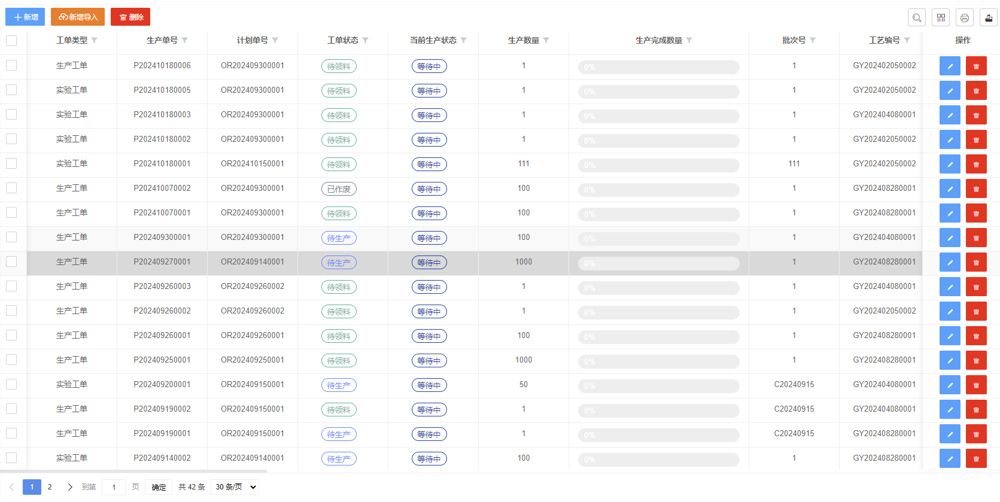 新增 新增导入 删除
工单类型 生产单号 计划单号 工单状态 当前生产状态 生产数量 生产完成数量 批次号 工艺编号 操作
生产工单 P202410180006 OR202409300001 待领料 等待中 1 0% 1 GY202402050002
实验工单 P202410180005 OR202409300001 待领料 等待中 1 0% 1 GY202402050002
实验工单 P202410180003 OR202409300001 待领料 等待中 1 0% 1 GY202404080001
实验工单 P202410180002 OR202409300001 待领料 等待中 1 0% 1 GY202402050002
实验工单 P202410180001 OR202410150001 待领料 等待中 111 0% 111 GY202402050002
生产工单 P202410070002 OR202409300001 已作废 等待中 100 0% 1 GY202408280001
生产工单 P202410070001 OR202409300001 待领料 等待中 100 0% 1 GY202408280001
生产工单 P202409300001 OR202409300001 待生产 等待中 100 0% 1 GY202404080001
生产工单 P202409270001 OR202409140001 待生产 等待中 1000 0% 1 GY202408280001
生产工单 P202409260003 OR202409260002 待领料 等待中 1 0% 1 GY202404080001
生产工单 P202409260002 OR202409260002 待领料 等待中 1 0% 1 GY202402050002
生产工单 P202409260001 OR202409260001 待领料 等待中 100 0% 1 GY202408280001
生产工单 P202409250001 OR202409250001 待领料 等待中 1000 0% 1 GY202408280001
实验工单 P202409200001 OR202409150001 待生产 等待中 50 0% C20240915 GY202404080001
生产工单 P202409190002 OR202409150001 待领料 等待中 1 0% C20240915 GY202404080001
生产工单 P202409190001 OR202409150001 待生产 等待中 1 0% C20240915 GY202408280001
实验工单 P202409140002 OR202409140001 待生产 等待中 100 0% 1 GY202408280001
1 2 到第 1 页 确定 共 42 条 30 条/页